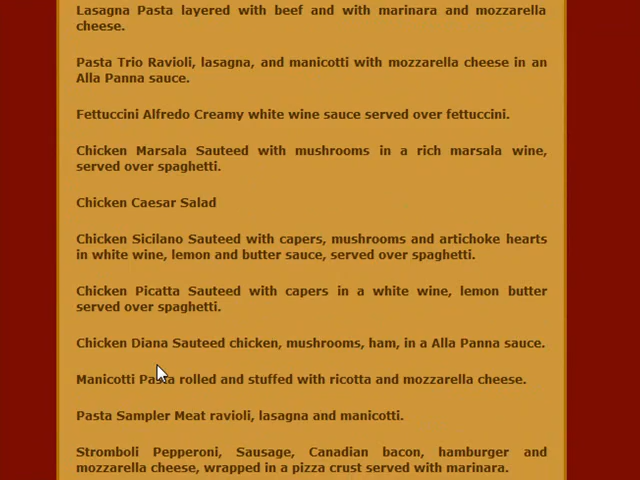 Lasagna Pasta layered with beef and with marinara and mozzarella
cheese.
Pasta Trio Ravioli, lasagna, and manicotti with mozzarella cheese in an
Alla Panna sauce.
Fettuccini Alfredo Creamy white wine sauce served over fettuccini.
Chicken Marsala Sauteed with mushrooms in a rich marsala wine,
served over spaghetti.
Chicken Caesar Salad
Chicken Sicilano Sauteed with capers, mushrooms and artichoke hearts
in white wine, lemon and butter sauce, served over spaghetti.
Chicken Picatta Sauteed with capers in a white wine, lemon butter
served over spaghetti.
Chicken Diana Sauteed chicken, mushrooms, ham, in a Alla Panna sauce.
Manicotti Pasta rolled and stuffed with ricotta and mozzarella cheese.
Pasta Sampler Meat ravioli, lasagna and manicotti.
Stromboli Pepperoni, Sausage, Canadian bacon, hamburger and
mozzarella cheese, wrapped in a pizza crust served with marinara.